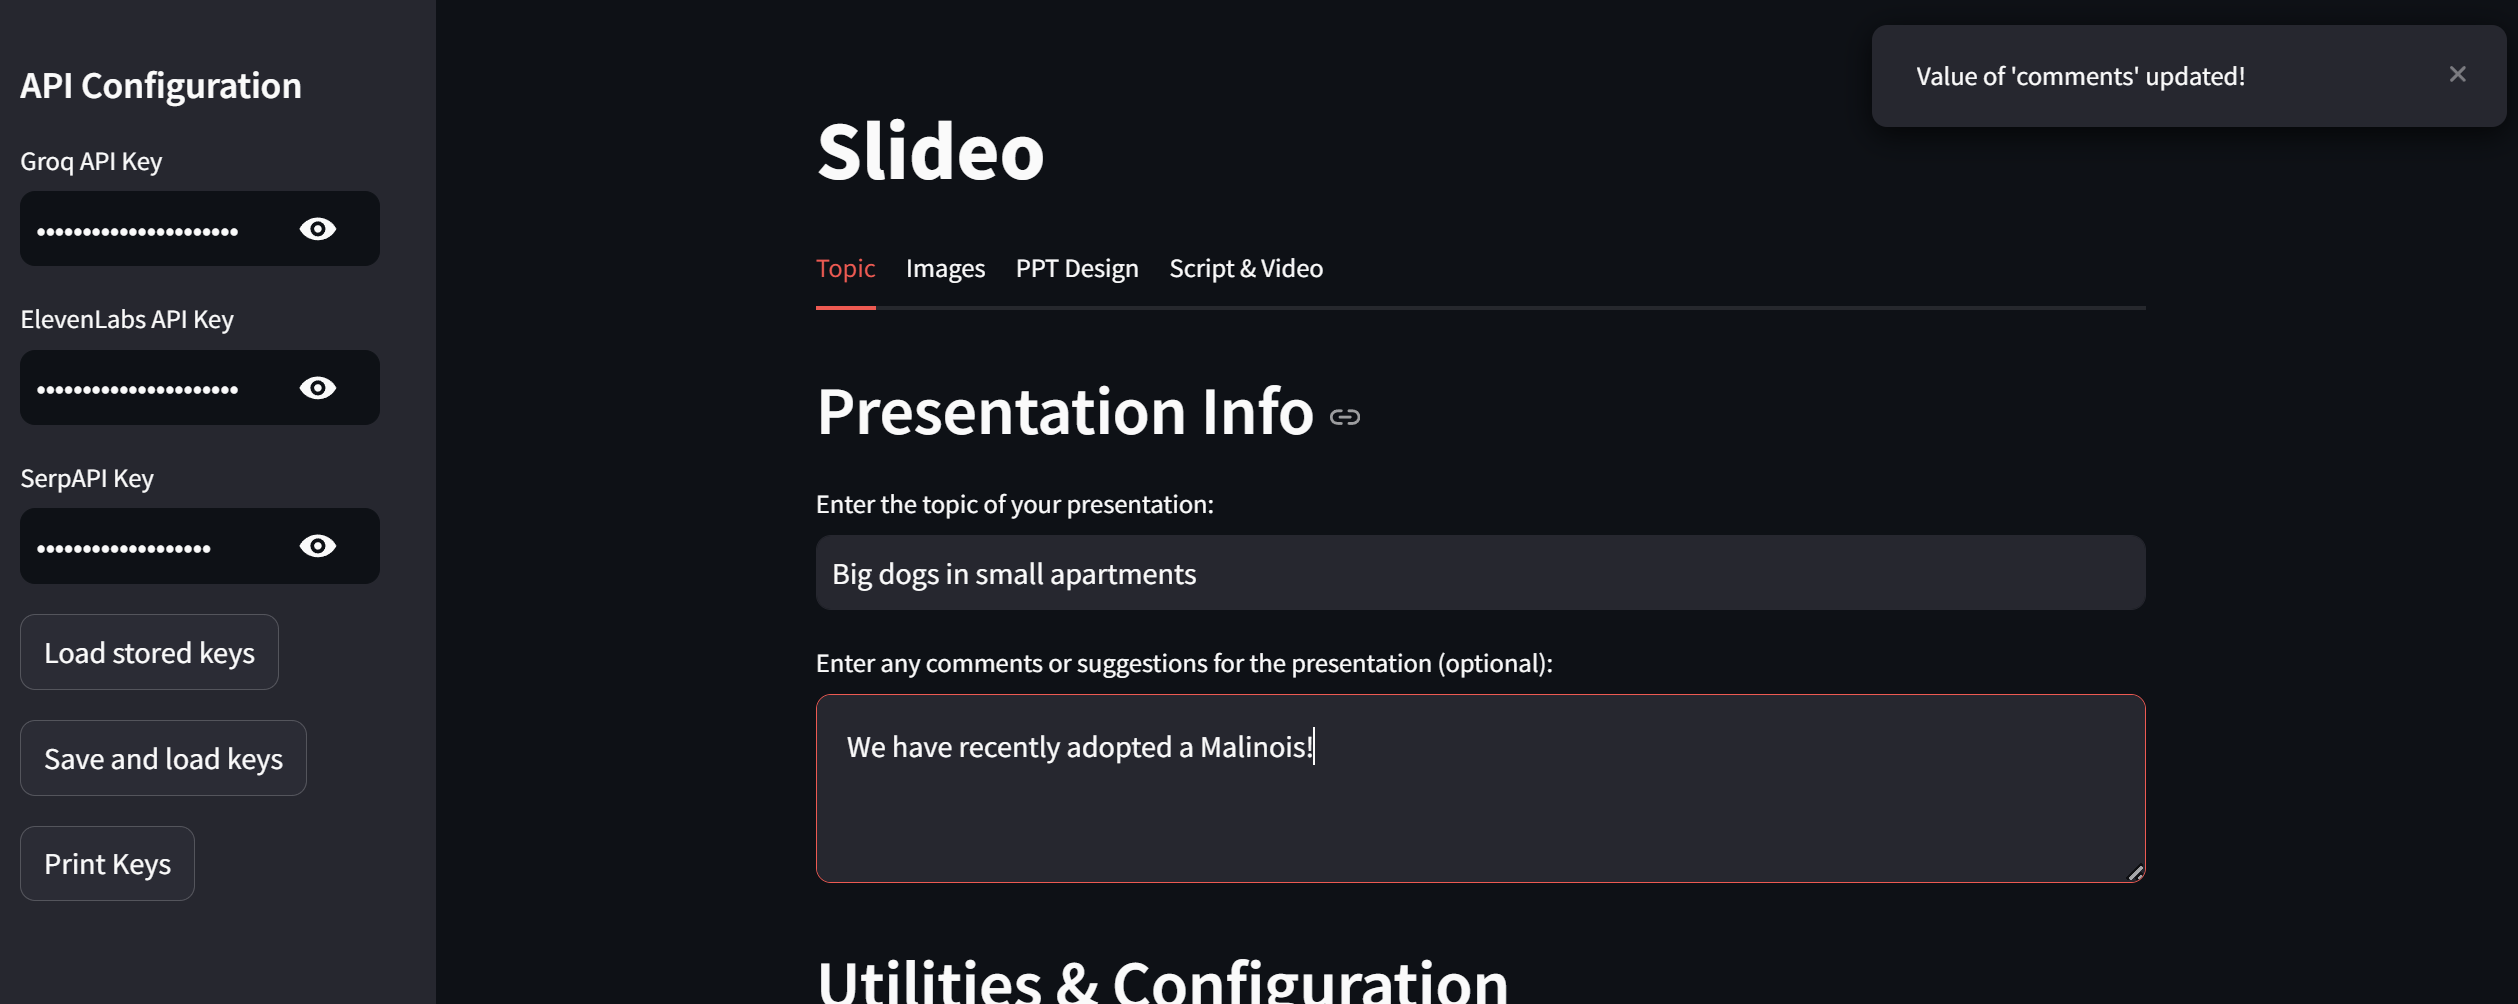 API Configuration
Groq API Key
ElevenLabs API Key
SerpAPI Key
Load stored keys
Save and load keys
Print Keys
Value of 'comments' updated!
Slideo
Topic Images PPT Design Script & Video
Presentation Info
Enter the topic of your presentation:
Big dogs in small apartments
Enter any comments or suggestions for the presentation (optional):
We have recently adopted a Malinois!
Utilities & Configuration